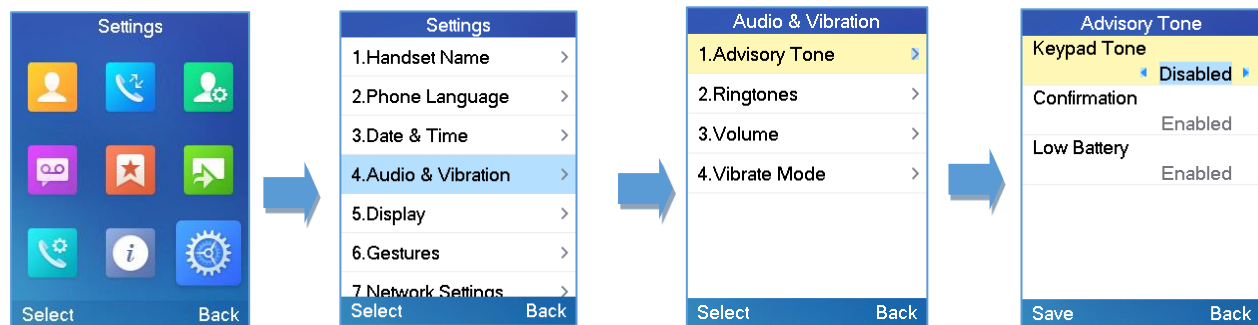 Settings
Select Back
Settings
1.Handset Name
2.Phone Language
3.Date & Time
4.Audio & Vibration
5.Display
6.Gestures
7.Network Settings
Select Back
Audio & Vibration
1.Advisory Tone
2.Ringtones
3.Volume
4.Vibrate Mode
Select Back
Advisory Tone
Keypad Tone
Disabled
Confirmation
Enabled
Low Battery
Enabled
Save Back